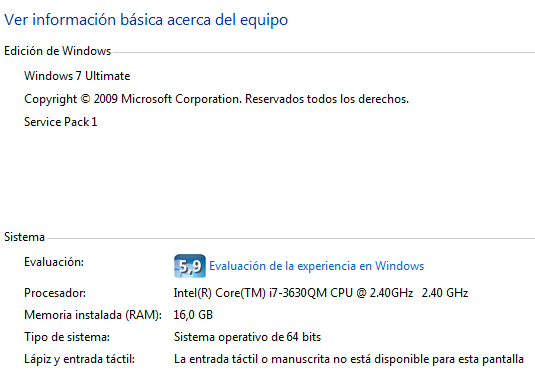 Ver información básica acerca del equipo
Edición de Windows
Windows 7 Ultimate
Copyright © 2009 Microsoft Corporation. Reservados todos los derechos.
Service Pack 1
Sistema
Evaluación: 5,9 Evaluación de la experiencia en Windows
Procesador: Intel(R) Core(TM) i7-3630QM CPU @ 2.40GHz 2.40 GHz
Memoria instalada (RAM): 16,0 GB
Tipo de sistema: Sistema operativo de 64 bits
Lápiz y entrada táctil: La entrada táctil o manuscrita no está disponible para esta pantalla